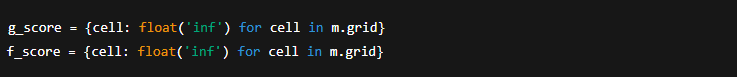 g_score = {cell: float('inf') for cell in m.grid}
f_score = {cell: float('inf') for cell in m.grid}